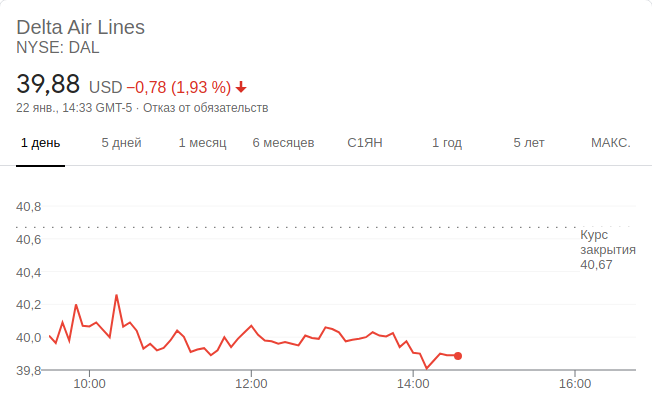 Delta Air Lines
NYSE: DAL
39,88 USD −0,78 (1,93 %)
22 янв., 14:33 GMT-5 · Отказ от обязательств
1 день 5 дней 1 месяц 6 месяцев С1ЯН 1 год 5 лет МАКС.
40,8
40,6
40,4
40,2
40,0
39,8
Курс
закрытия
40,67
10:00 12:00 14:00 16:00